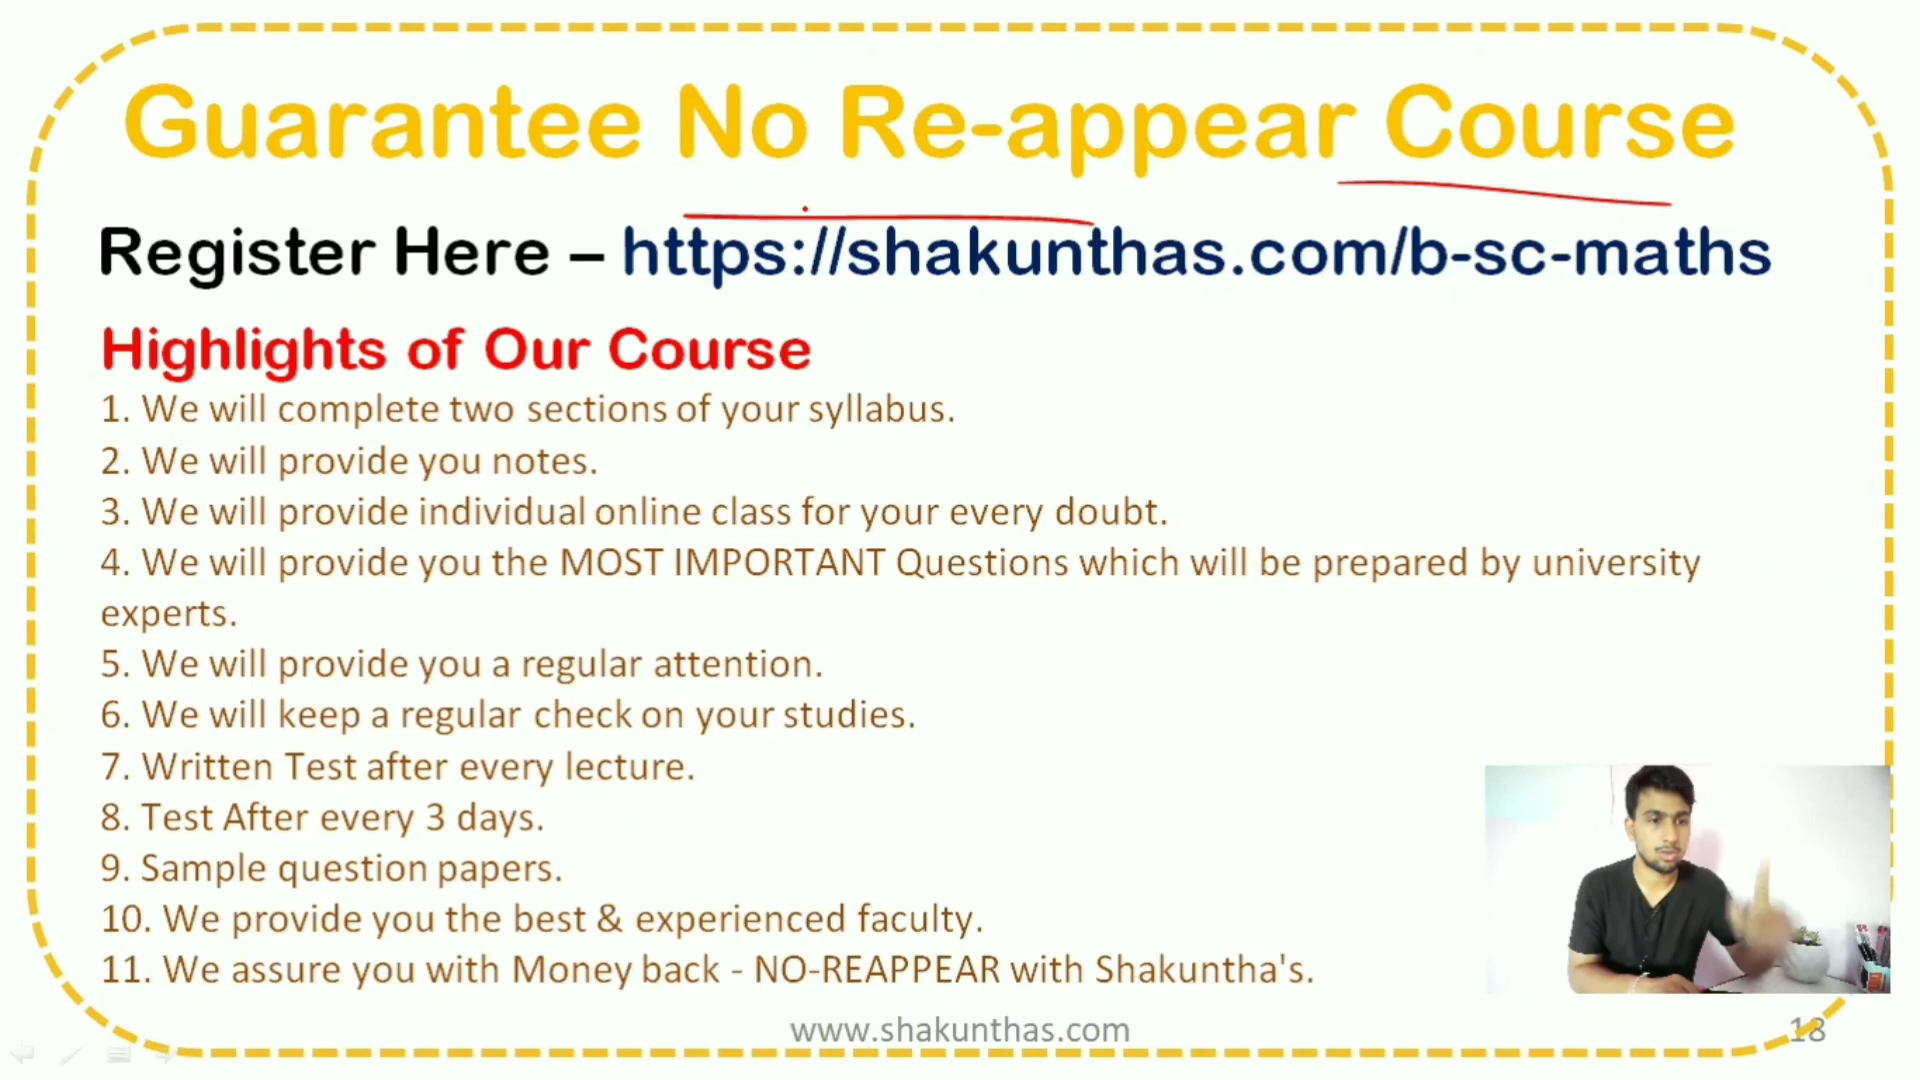 Guarantee No Re-appear Course
Register Here – https://shakunthas.com/b-sc-maths
Highlights of Our Course
1. We will complete two sections of your syllabus.
2. We will provide you notes.
3. We will provide individual online class for your every doubt.
4. We will provide you the MOST IMPORTANT Questions which will be prepared by university
experts.
5. We will provide you a regular attention.
6. We will keep a regular check on your studies.
7. Written Test after every lecture.
8. Test After every 3 days.
9. Sample question papers.
10. We provide you the best & experienced faculty.
11. We assure you with Money back - NO-REAPPEAR with Shakuntha's.
www.shakunthas.com
18